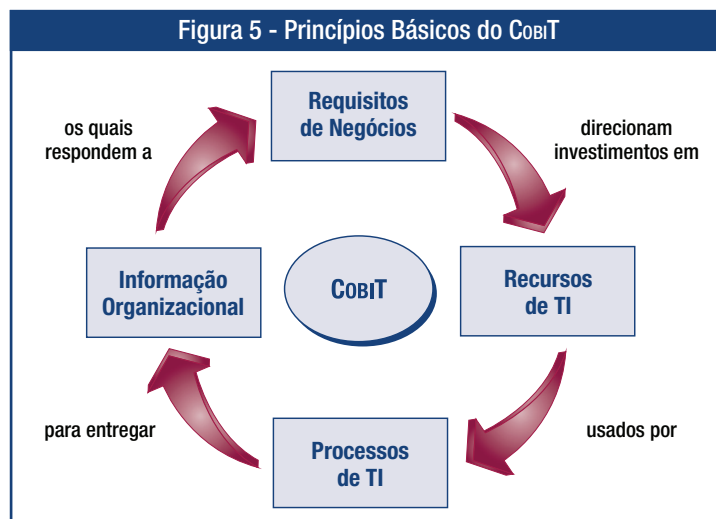 Figura 5 - Princípios Básicos do COBIT
Requisitos
de Negócios
os quais
respondem a
direcionam
investimentos em
Informação
Organizacional
COBIT
Recursos
de TI
para entregar
Processos
de TI
usados por